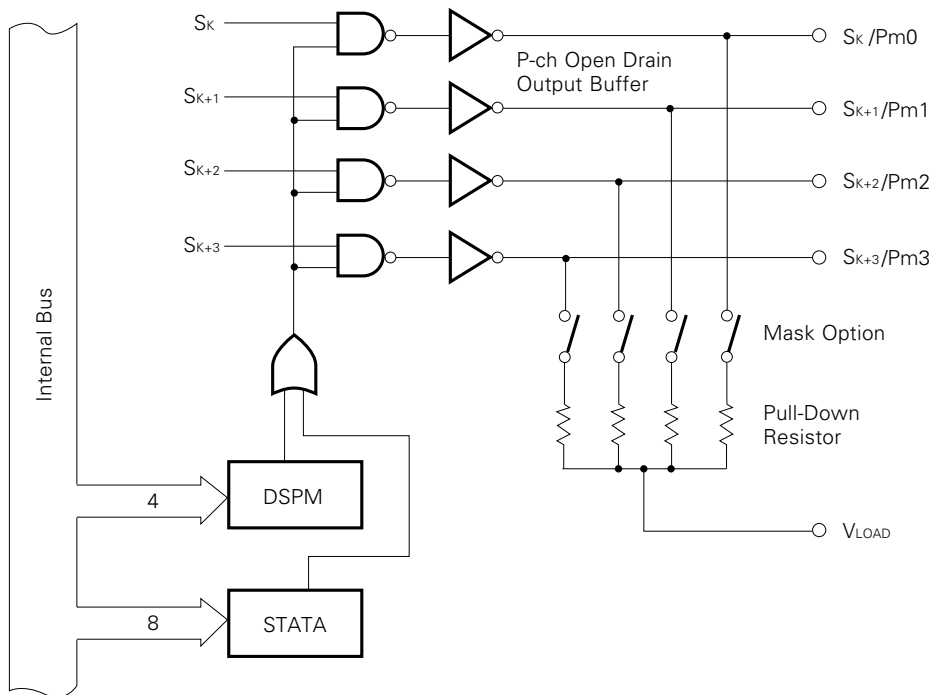 SK
SK/Pm0
P-ch Open Drain
Output Buffer
SK+1
SK+1/Pm1
SK+2
SK+2/Pm2
SK+3
SK+3/Pm3
Internal Bus
Mask Option
Pull-Down
Resistor
DSPM
4
VLOAD
STATA
8